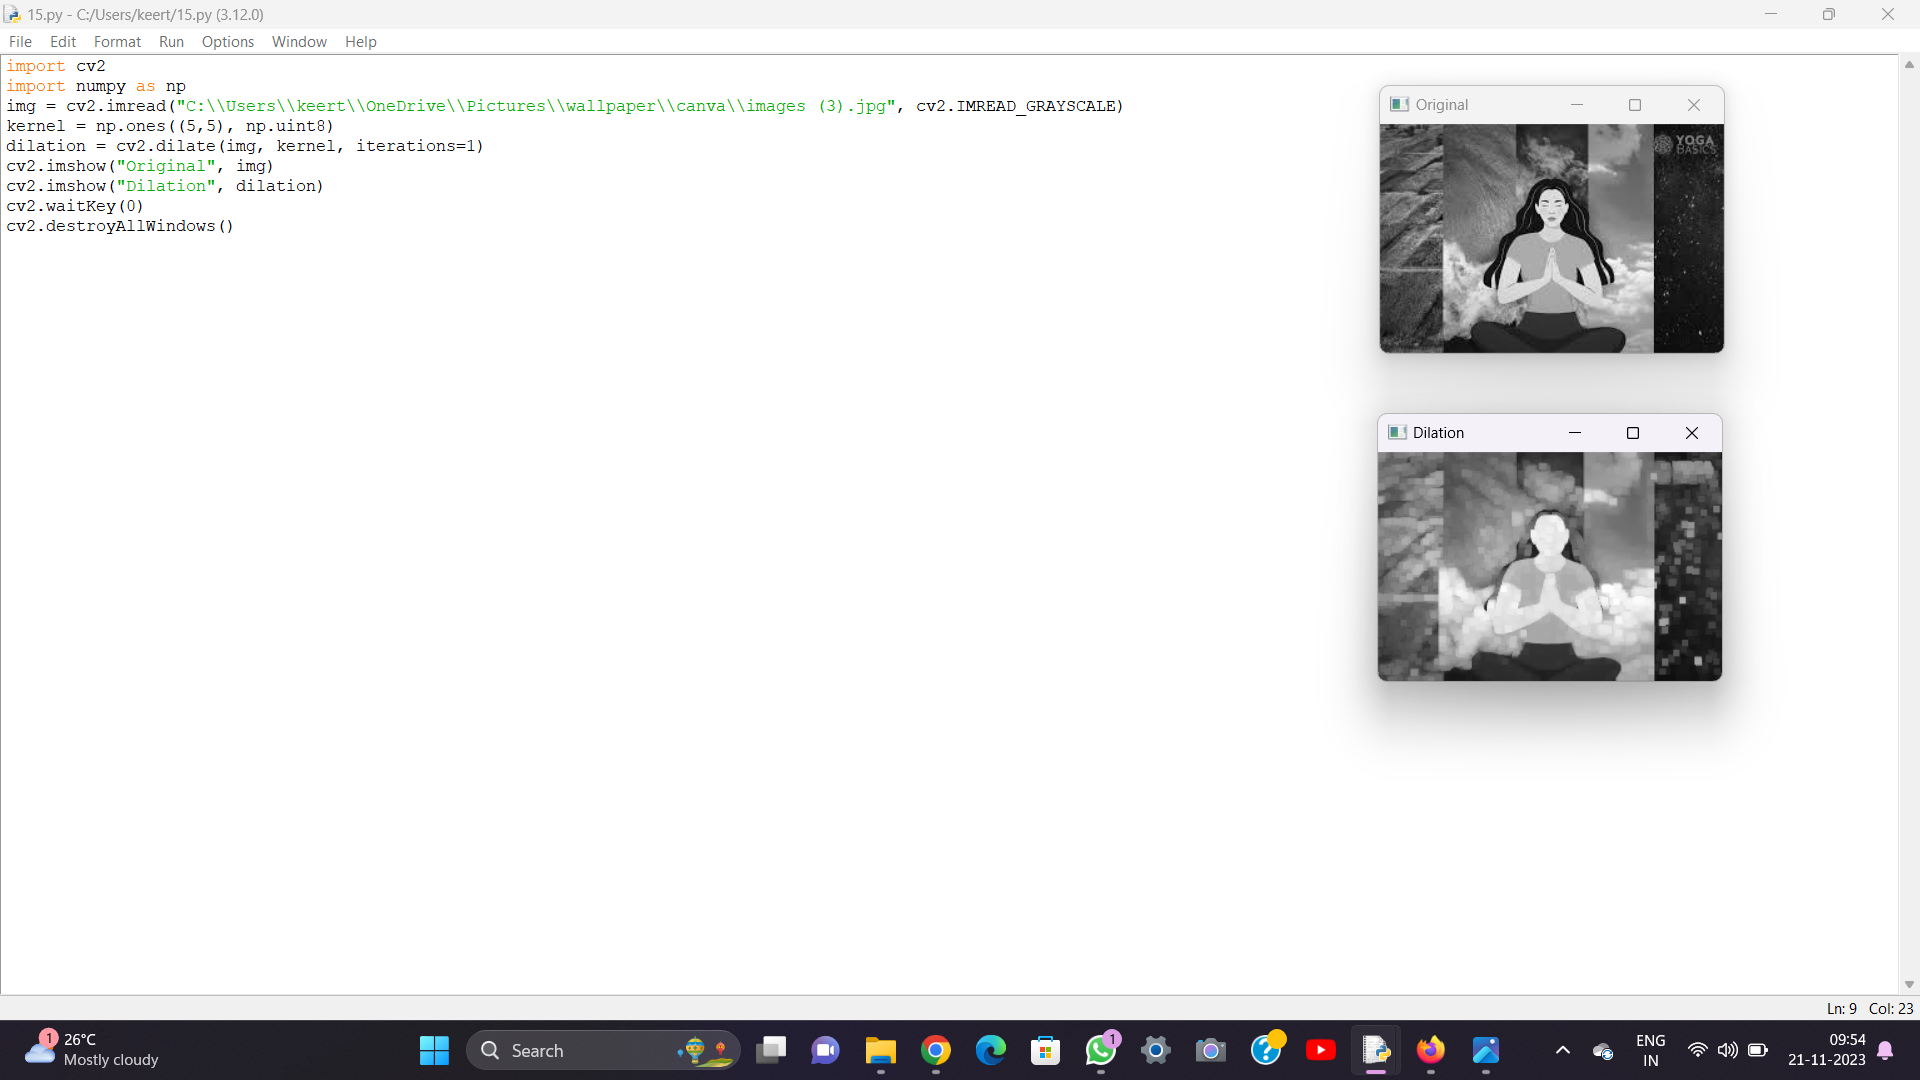 15.py - C:/Users/keert/15.py (3.12.0)
File Edit Format Run Options Window Help
import cv2
import numpy as np
img = cv2.imread("C:\\Users\\keert\\OneDrive\\Pictures\\wallpaper\\canva\\images (3).jpg", cv2.IMREAD_GRAYSCALE)
kernel = np.ones((5,5), np.uint8)
dilation = cv2.dilate(img, kernel, iterations=1)
cv2.imshow("Original", img)
cv2.imshow("Dilation", dilation)
cv2.waitKey(0)
cv2.destroyAllWindows()
Original
YOGA
BASICS
Dilation
Ln: 9 Col: 23
1
26°C
Mostly cloudy
Search
1
ENG
IN
09:54
21-11-2023